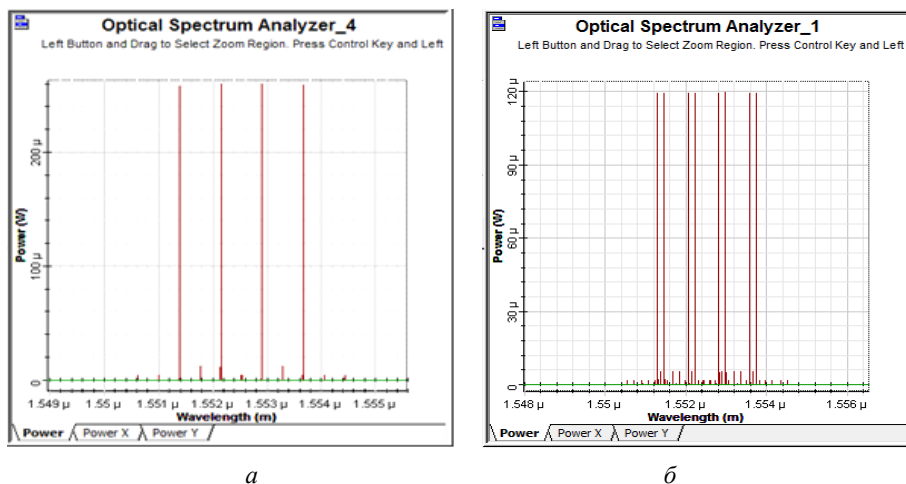 Optical Spectrum Analyzer_4
Left Button and Drag to Select Zoom Region. Press Control Key and Left
Power (W)
200 µ
100 µ
0
1.549 µ 1.55 µ 1.551 µ 1.552 µ 1.553 µ 1.554 µ 1.555 µ
Wavelength (m)
Power Power X Power Y
а
Optical Spectrum Analyzer_1
Left Button and Drag to Select Zoom Region. Press Control Key and Left
Power (W)
120 µ
90 µ
60 µ
30 µ
0
1.548 µ 1.55 µ 1.552 µ 1.554 µ 1.556 µ
Wavelength (m)
Power Power X Power Y
б